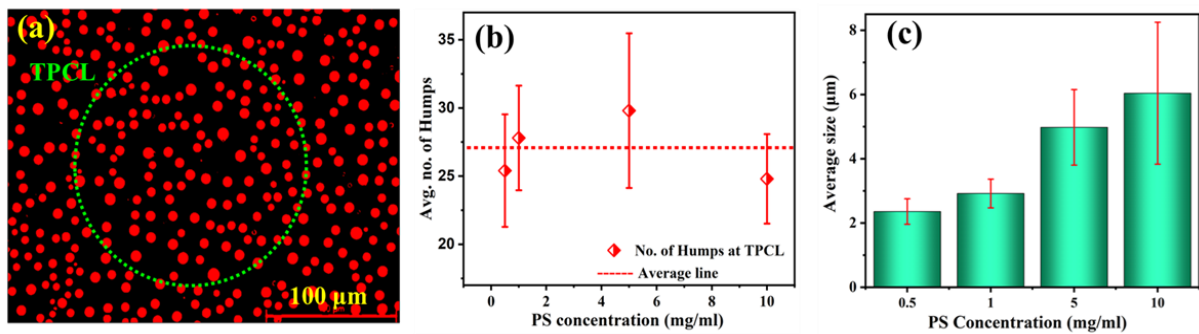 (a)
TPCL
100 µm
(b)
Avg. no. of Humps
35
30
25
20
No. of Humps at TPCL
Average line
0 2 4 6 8 10
PS concentration (mg/ml)
(c)
Average size (µm)
8
6
4
2
0
0.5 1 5 10
PS Concentration (mg/ml)